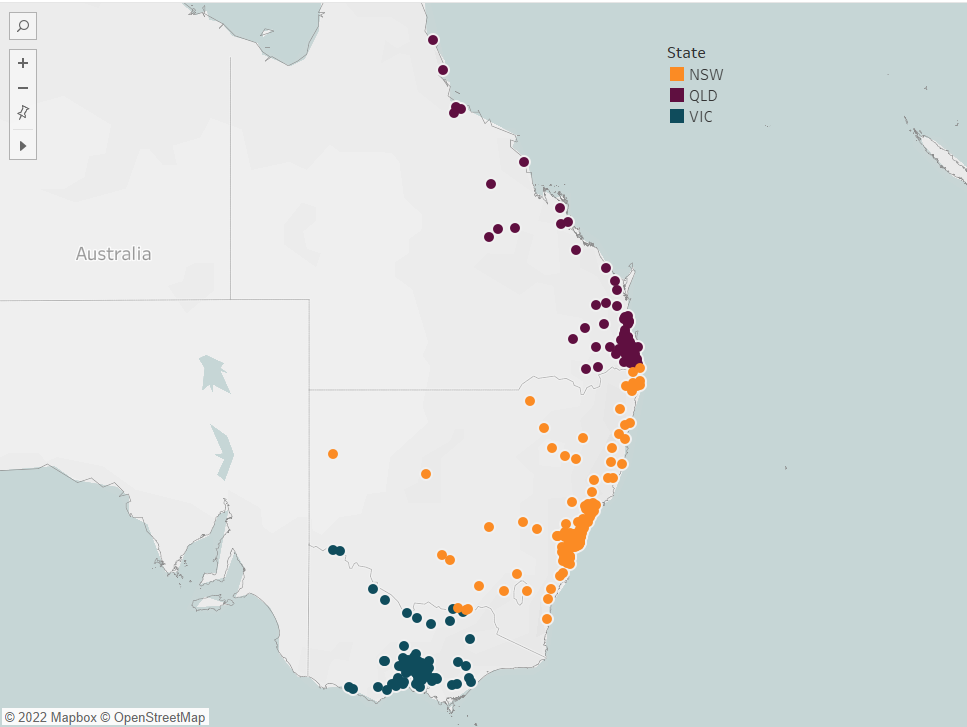 State
NSW
QLD
VIC
Australia
© 2022 Mapbox © OpenStreetMap